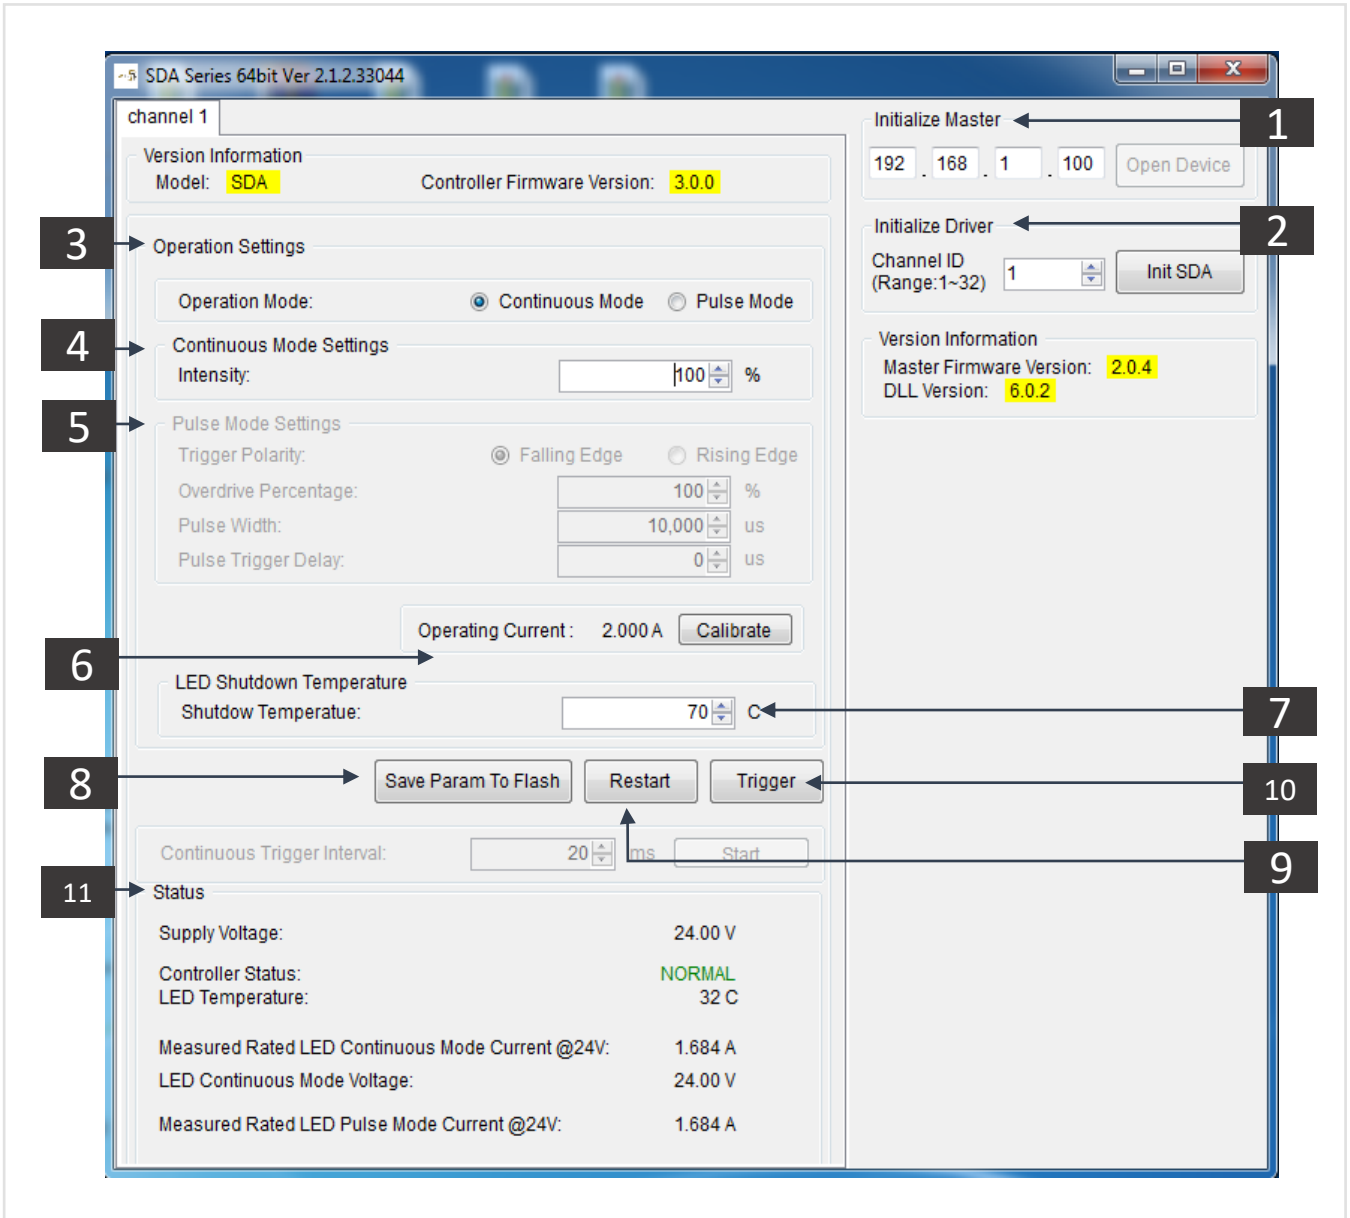 SDA Series 64bit Ver 2.1.2.33044
channel 1
Version Information
Model: SDA Controller Firmware Version: 3.0.0
3
Operation Settings
Operation Mode: Continuous Mode Pulse Mode
4
Continuous Mode Settings
Intensity: 100 %
5
Pulse Mode Settings
Trigger Polarity: Falling Edge Rising Edge
Overdrive Percentage: 100 %
Pulse Width: 10,000 us
Pulse Trigger Delay: 0 us
Operating Current : 2.000 A Calibrate
6
LED Shutdown Temperature
Shutdow Temperatue: 70 C
7
8
Save Param To Flash Restart Trigger
10
Continuous Trigger Interval: 20 ms Start
9
11
Status
Supply Voltage: 24.00 V
Controller Status: NORMAL
LED Temperature: 32 C
Measured Rated LED Continuous Mode Current @24V: 1.684 A
LED Continuous Mode Voltage: 24.00 V
Measured Rated LED Pulse Mode Current @24V: 1.684 A
Initialize Master
1
192 . 168 . 1 . 100 Open Device
Initialize Driver
2
Channel ID
(Range:1~32) 1 Init SDA
Version Information
Master Firmware Version: 2.0.4
DLL Version: 6.0.2